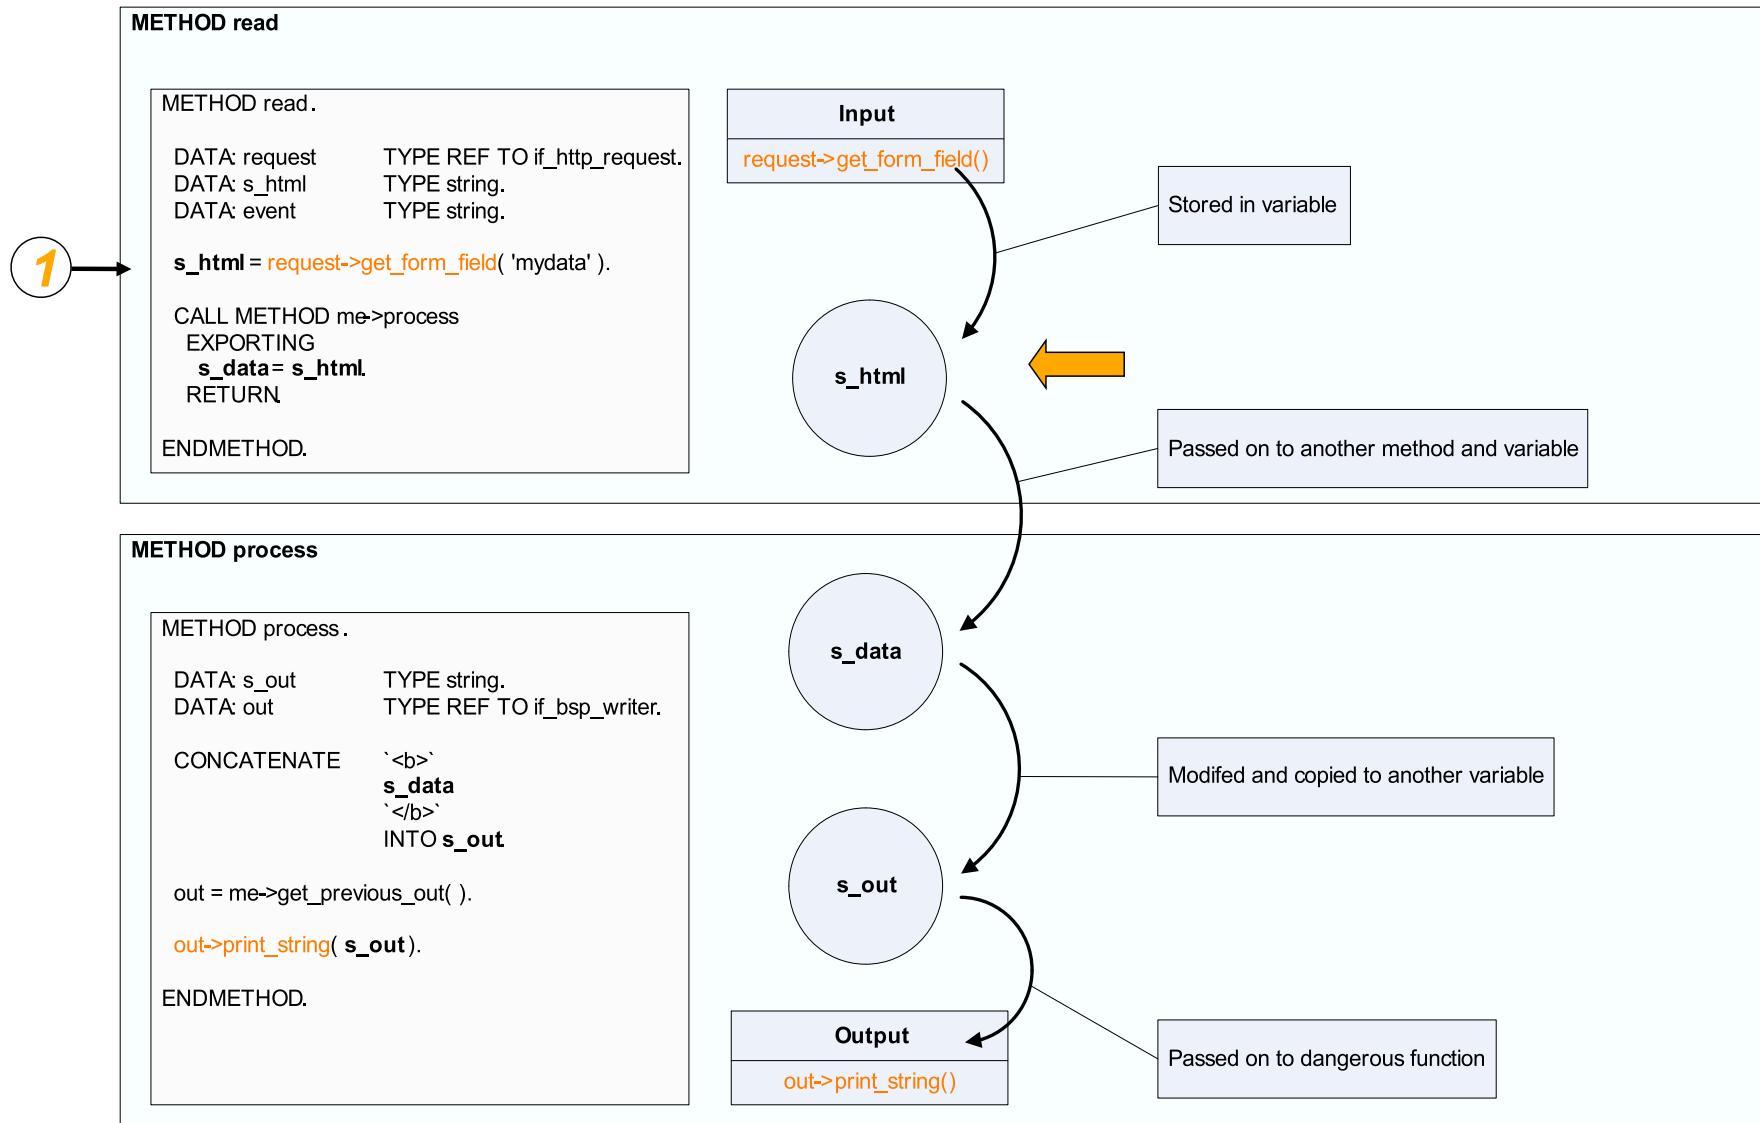 METHOD read
METHOD read.
DATA: request TYPE REF TO if_http_request.
DATA: s_html TYPE string.
DATA: event TYPE string.
1
s_html = request->get_form_field( 'mydata' ).
CALL METHOD me->process
EXPORTING
s_data = s_html.
RETURN.
ENDMETHOD.
Input
request->get_form_field()
Stored in variable
s_html
Passed on to another method and variable
METHOD process
METHOD process.
DATA: s_out TYPE string.
DATA: out TYPE REF TO if_bsp_writer.
CONCATENATE `<b>`
s_data
`</b>`
INTO s_out.
out = me->get_previous_out( ).
out->print_string( s_out ).
ENDMETHOD.
s_data
Modifed and copied to another variable
s_out
Output
out->print_string()
Passed on to dangerous function